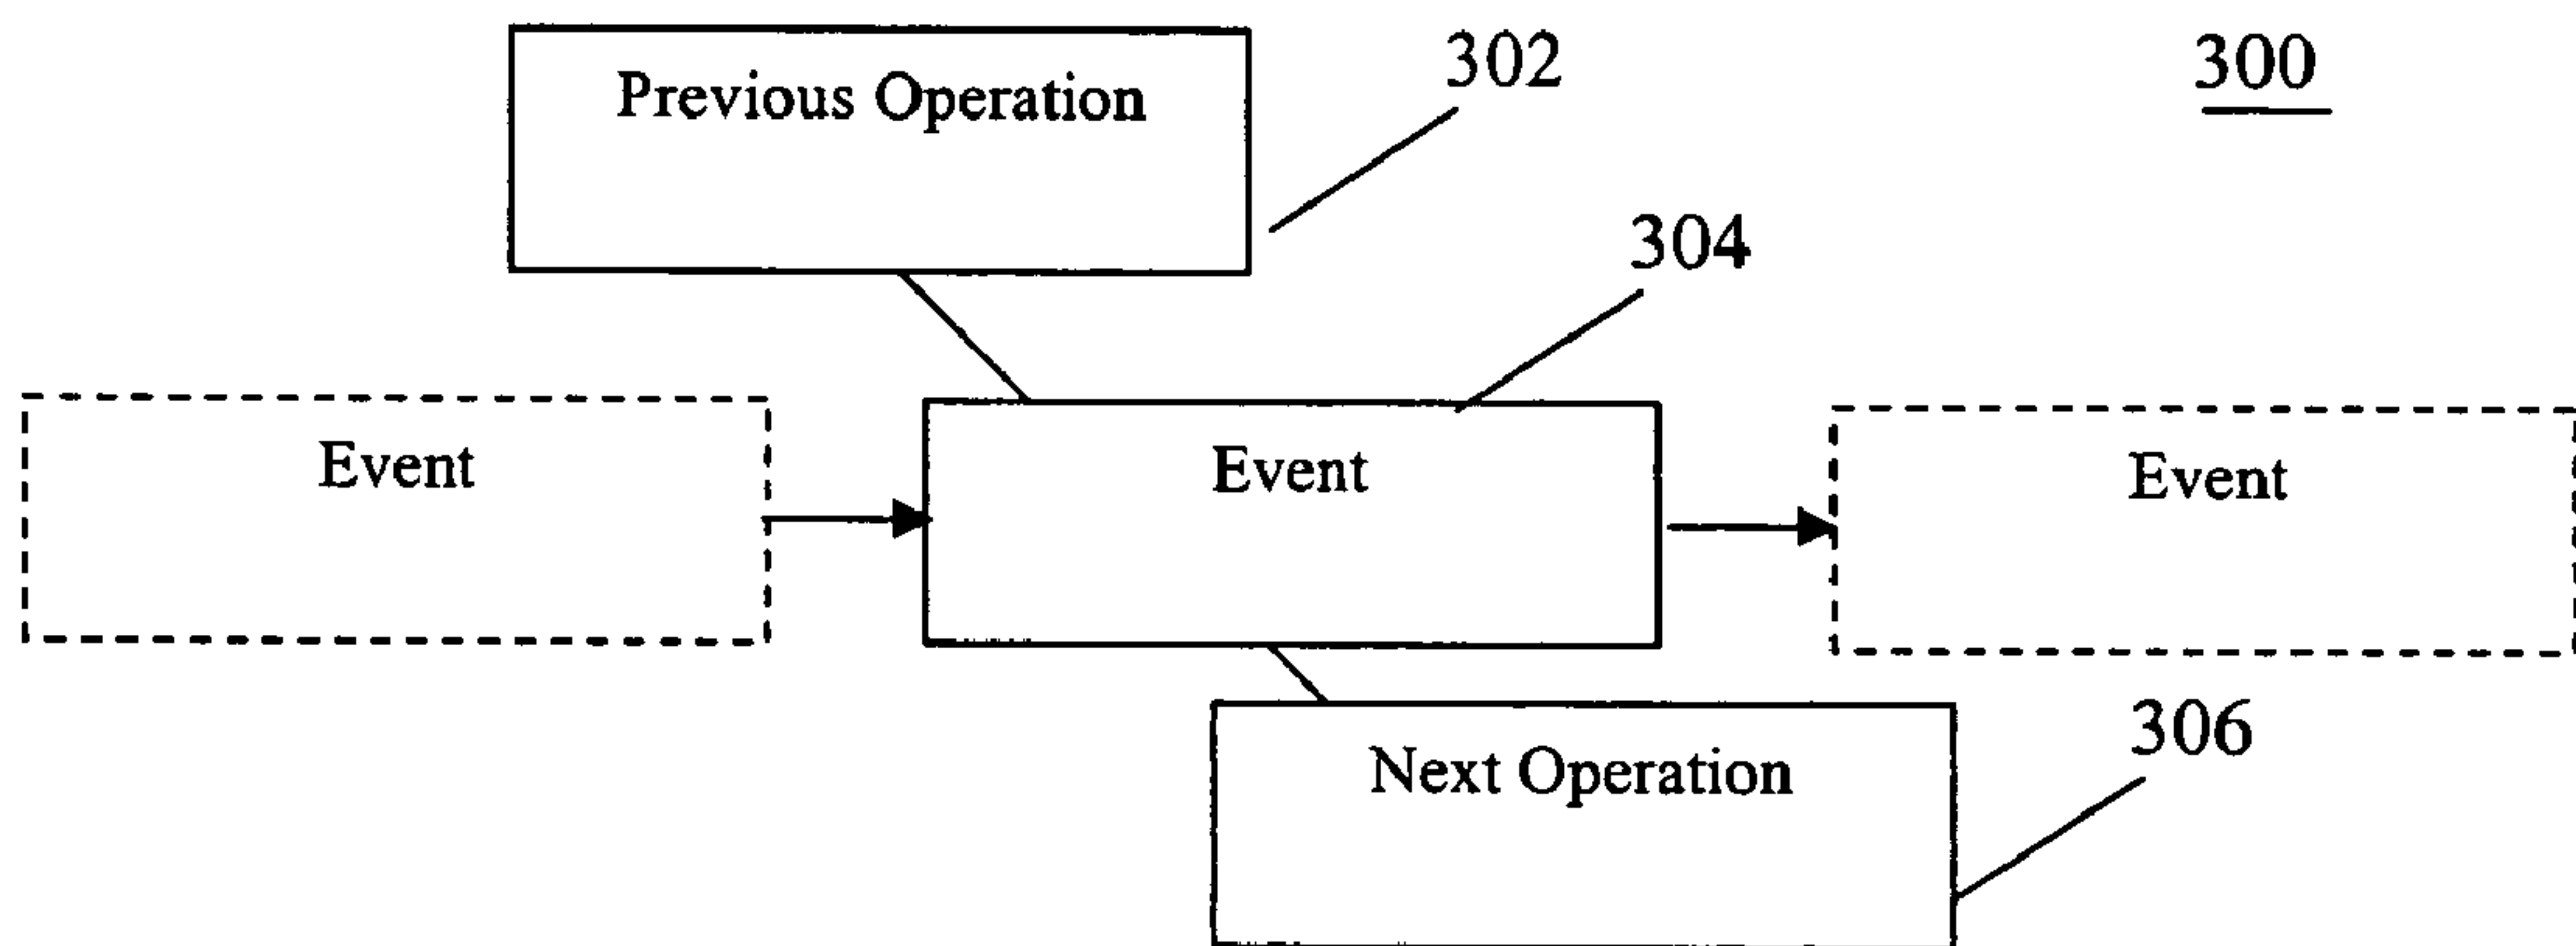 Previous Operation
302
300
304
Event
Event
Event
Next Operation
306